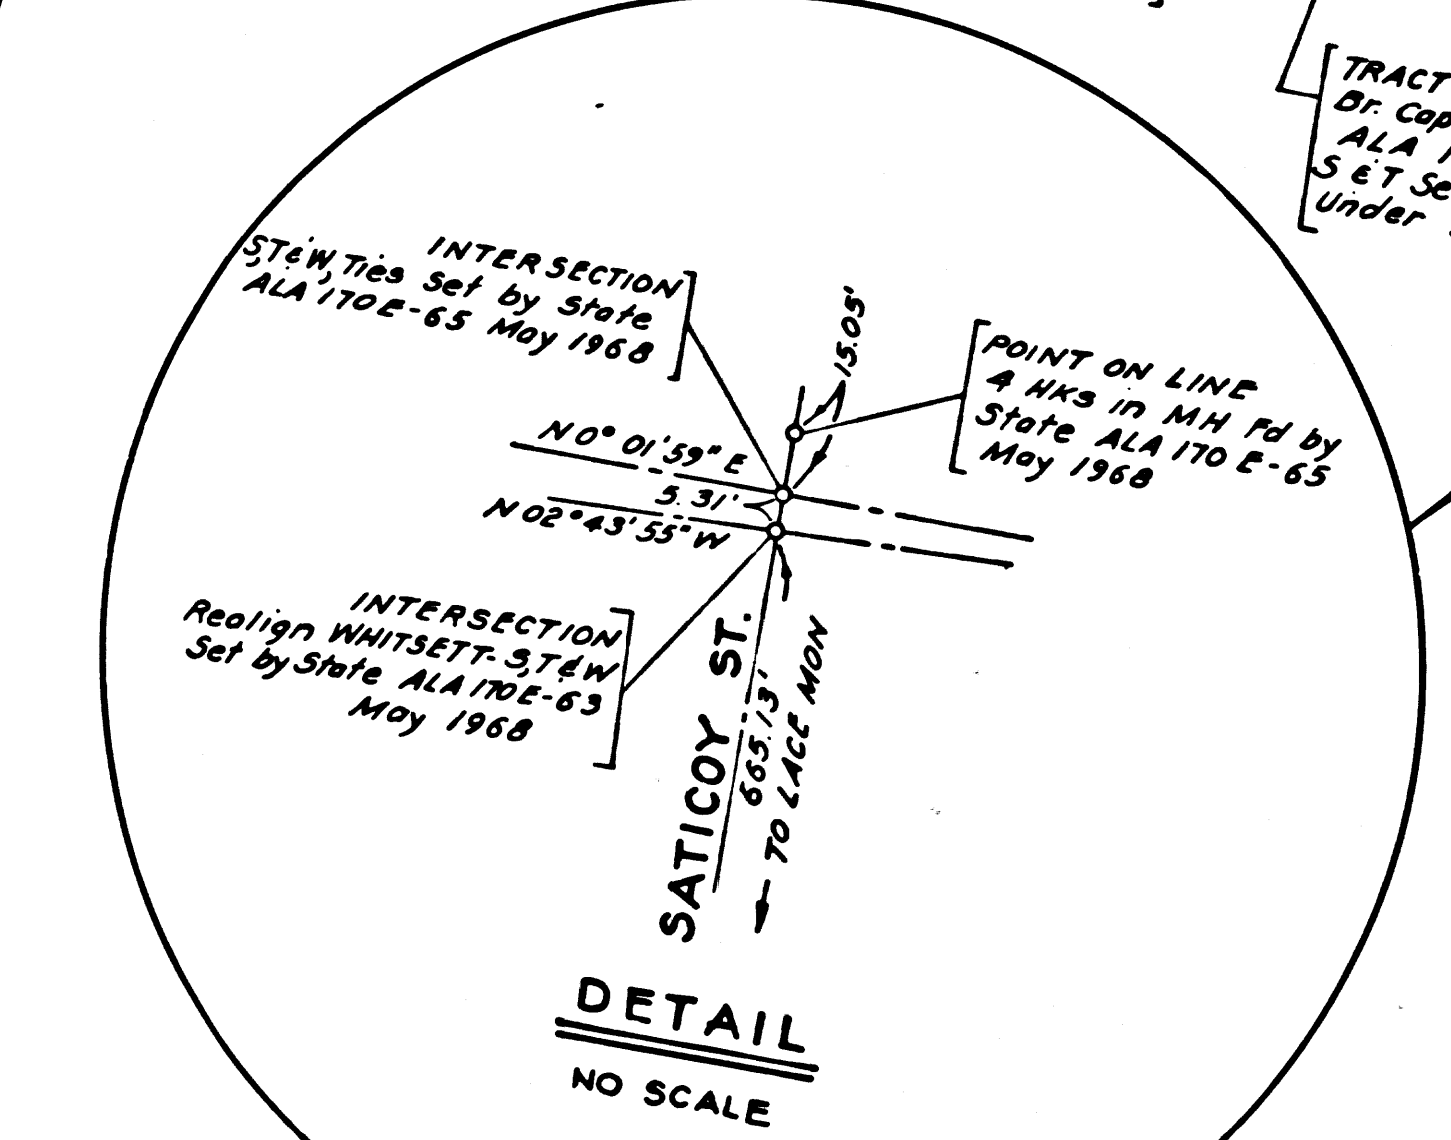 TRACT
Br. Cap
ALA
S & T Se
Under
INTERSECTION
S,T&W, Ties Set by State
ALA 170 E-65 May 1968
15.05'
POINT ON LINE
4 HKs in MH Fd by
State ALA 170 E-65
May 1968
N 0° 01' 59" E
5.31'
N 02° 43' 55" W
INTERSECTION
Realign WHITSETT - S,T&W
Set by State ALA 170 E-63
May 1968
SATICOY ST.
665.13'
TO LACE MON
DETAIL
NO SCALE